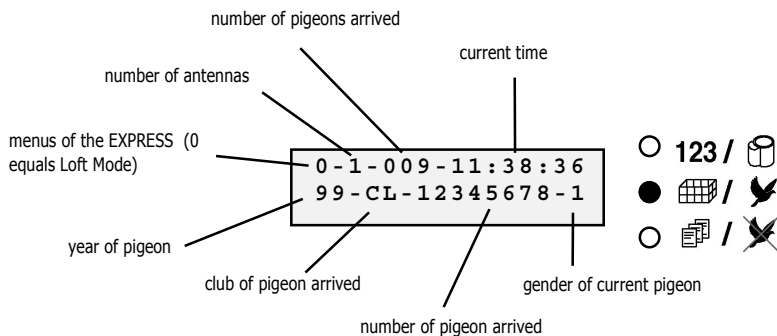 number of pigeons arrived
current time
number of antennas
menus of the EXPRESS (0
equals Loft Mode)
0-1-009-11:38:36
99-CL-12345678-1
123 /
/
/
year of pigeon
club of pigeon arrived
gender of current pigeon
number of pigeon arrived